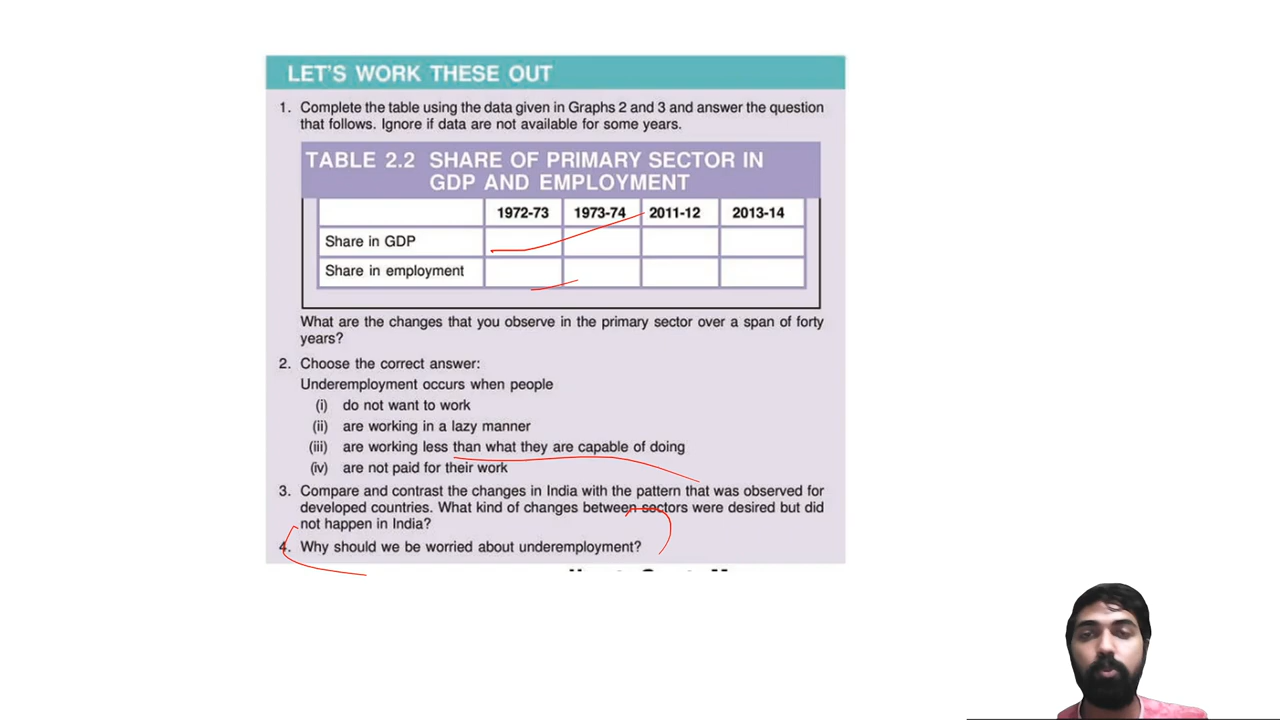 LET'S WORK THESE OUT
1. Complete the table using the data given in Graphs 2 and 3 and answer the question
that follows. Ignore if data are not available for some years.
TABLE 2.2 SHARE OF PRIMARY SECTOR IN
GDP AND EMPLOYMENT
1972-73 1973-74 2011-12 2013-14
Share in GDP
Share in employment
What are the changes that you observe in the primary sector over a span of forty
years?
2. Choose the correct answer:
Underemployment occurs when people
(i) do not want to work
(ii) are working in a lazy manner
(iii) are working less than what they are capable of doing
(iv) are not paid for their work
3. Compare and contrast the changes in India with the pattern that was observed for
developed countries. What kind of changes between sectors were desired but did
not happen in India?
4. Why should we be worried about underemployment?